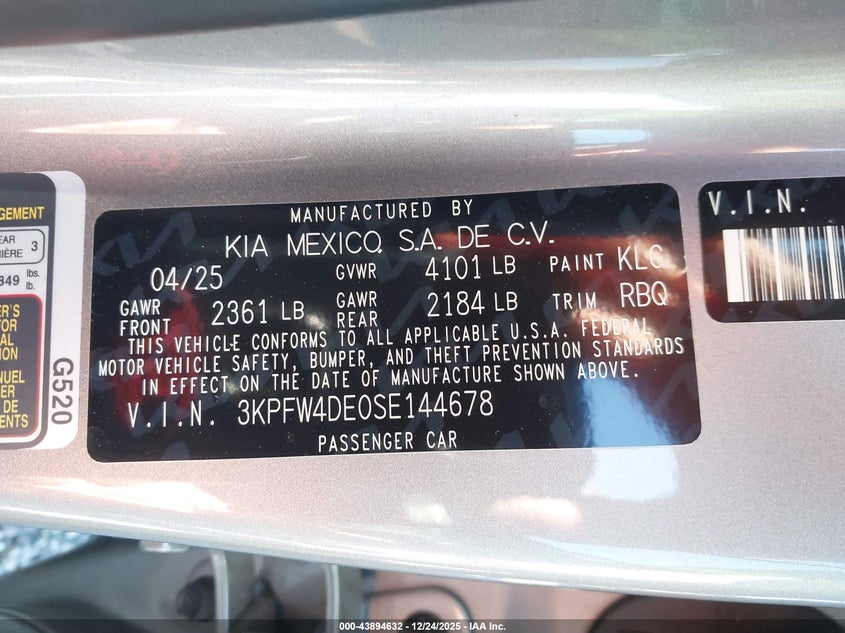 MANUFACTURED BY
KIA MEXICO, S.A. DE C.V.
04/25 GVWR 4101 LB PAINT KLG
GAWR FRONT 2361 LB GAWR REAR 2184 LB TRIM RBQ
THIS VEHICLE CONFORMS TO ALL APPLICABLE U.S.A. FEDERAL
MOTOR VEHICLE SAFETY, BUMPER, AND THEFT PREVENTION STANDARDS
IN EFFECT ON THE DATE OF MANUFACTURE SHOWN ABOVE.
V.I.N. 3KPFW4DE0SE144678
PASSENGER CAR
V.I.N.
3
849 lbs.
G520
000-43894632 - 12/24/2025 - IAA Inc.